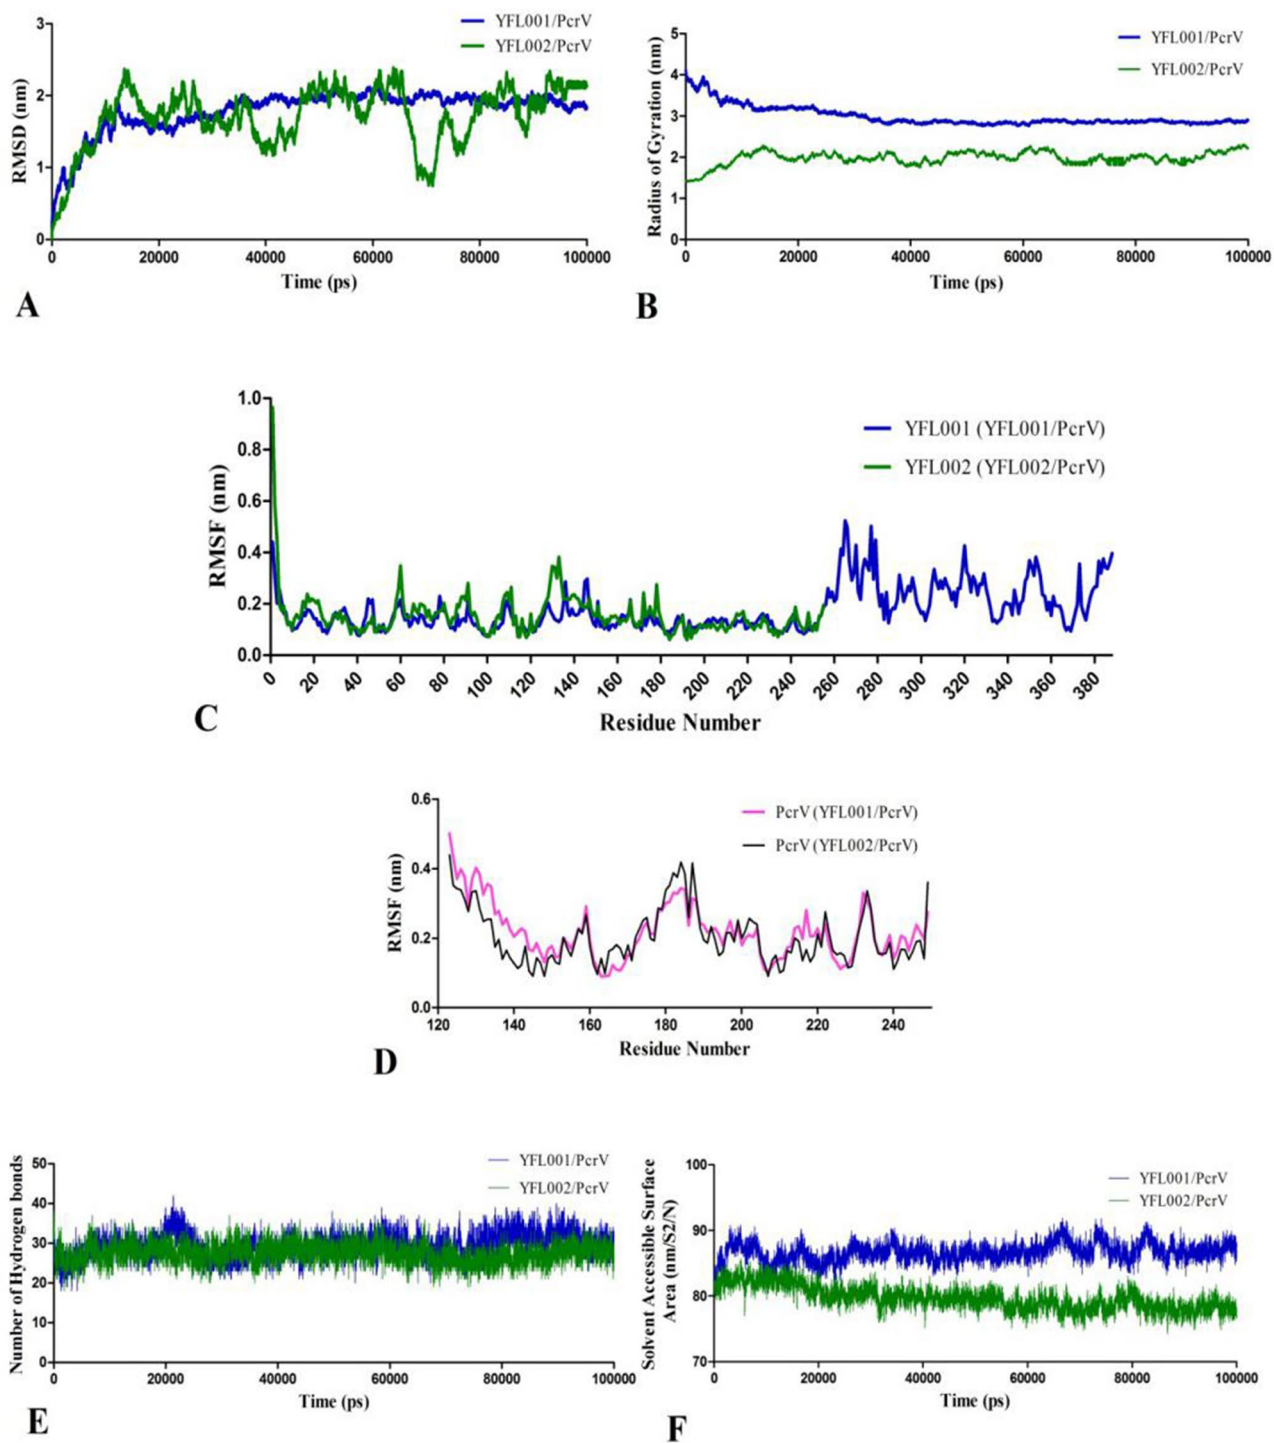 YFL001/PcrV
YFL002/PcrV
RMSD (nm)
3
2
1
0
0 20000 40000 60000 80000 100000
Time (ps)
A
YFL001/PcrV
YFL002/PcrV
Radius of Gyration (nm)
5
4
3
2
1
0
0 20000 40000 60000 80000 100000
Time (ps)
B
YFL001 (YFL001/PcrV)
YFL002 (YFL002/PcrV)
RMSF (nm)
1.0
0.8
0.6
0.4
0.2
0.0
0 20 40 60 80 100 120 140 160 180 200 220 240 260 280 300 320 340 360 380
Residue Number
C
PcrV (YFL001/PcrV)
PcrV (YFL002/PcrV)
RMSF (nm)
0.6
0.4
0.2
0.0
120 140 160 180 200 220 240
Residue Number
D
YFL001/PcrV
YFL002/PcrV
Number of Hydrogen bonds
50
40
30
20
10
0
0 20000 40000 60000 80000 100000
Time (ps)
E
YFL001/PcrV
YFL002/PcrV
Solvent Accessible Surface
Area (nm/S2/N)
100
90
80
70
0 20000 40000 60000 80000 100000
Time (ps)
F